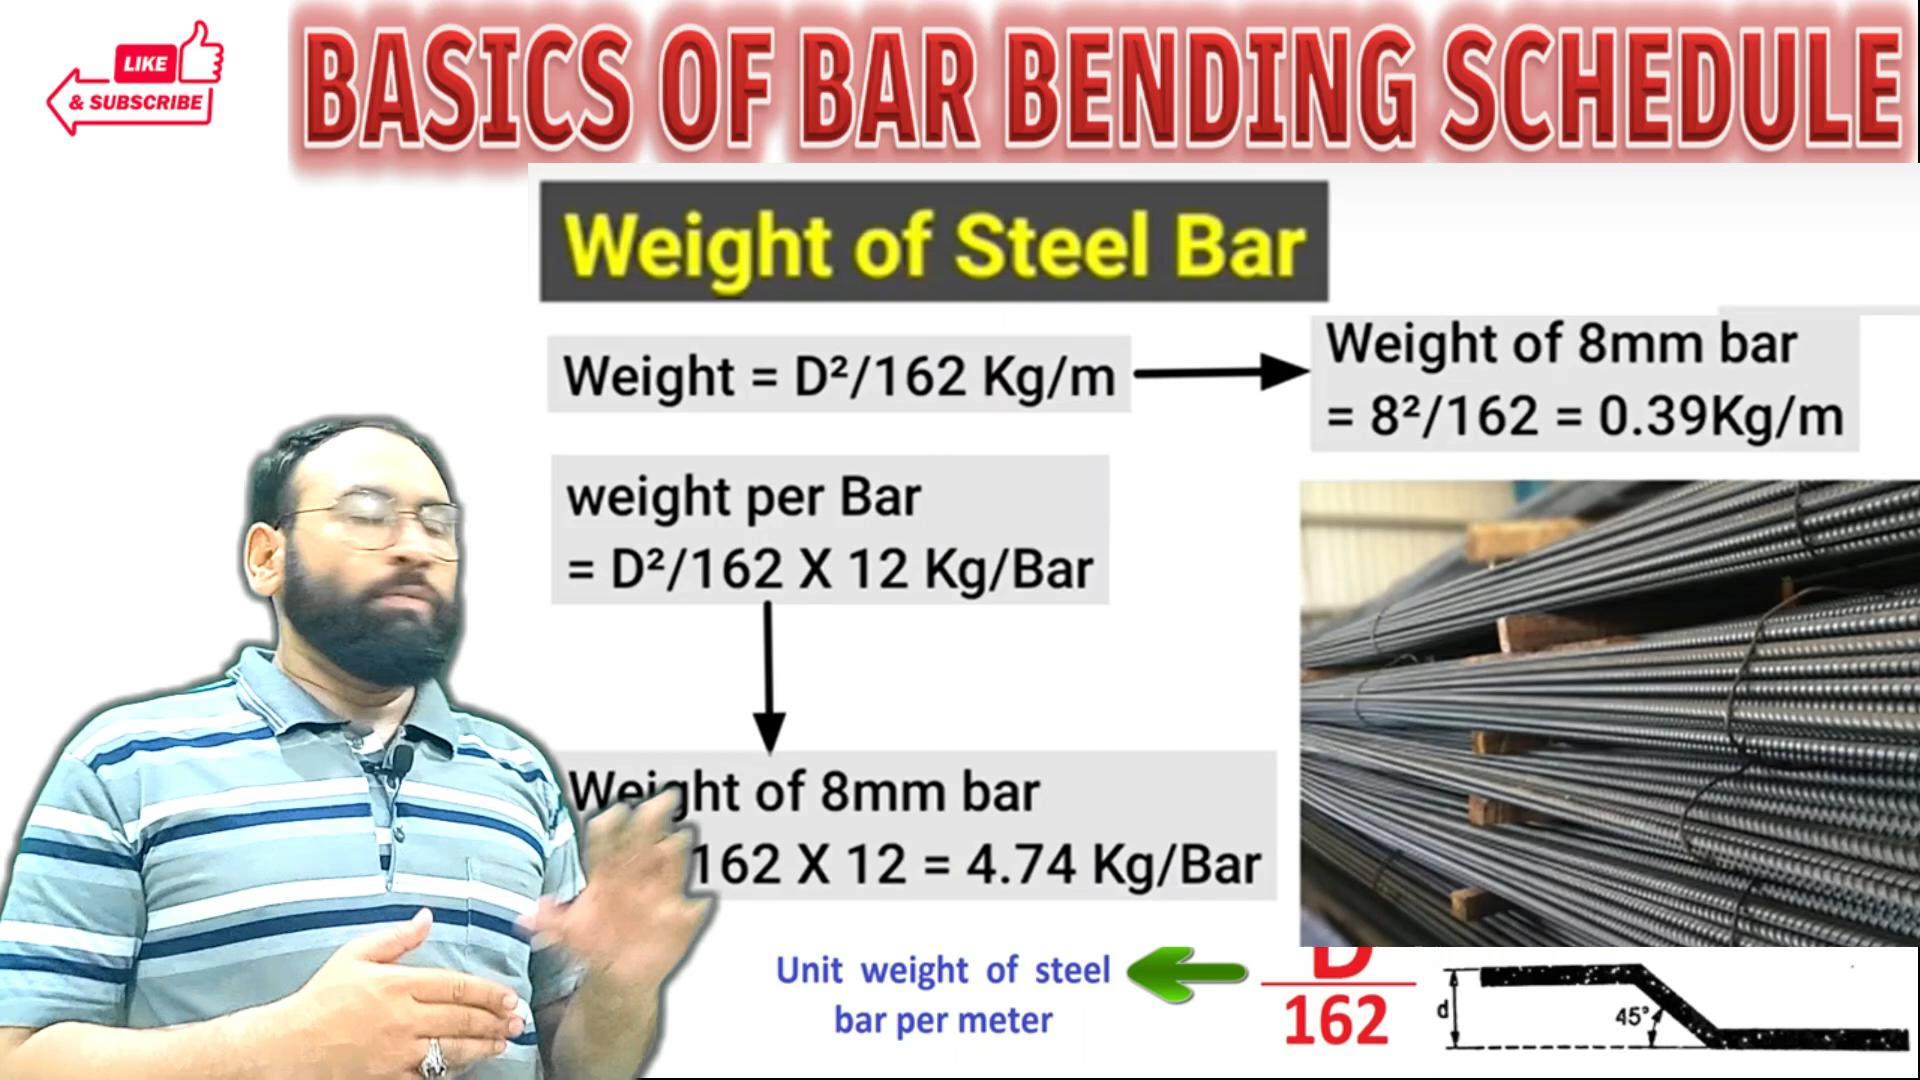 LIKE
& SUBSCRIBE
BASICS OF BAR BENDING SCHEDULE
Weight of Steel Bar
Weight = D²/162 Kg/m
Weight of 8mm bar
= 8²/162 = 0.39Kg/m
weight per Bar
= D²/162 X 12 Kg/Bar
Weight of 8mm bar
162 X 12 = 4.74 Kg/Bar
Unit weight of steel
bar per meter
D
162
d
45°